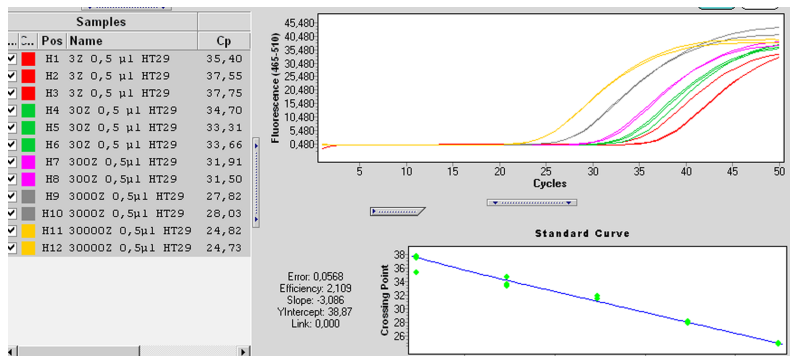 Samples
... C.. Pos Name Cp
H1 3Z 0,5 µl HT29 35,40
H2 3Z 0,5 µl HT29 37,55
H3 3Z 0,5 µl HT29 37,75
H4 30Z 0,5 µl HT29 34,70
H5 30Z 0,5 µl HT29 33,31
H6 30Z 0,5 µl HT29 33,66
H7 300Z 0,5µl HT29 31,91
H8 300Z 0,5µl HT29 31,50
H9 3000Z 0,5µl HT29 27,82
H10 3000Z 0,5µl HT29 28,03
H11 30000Z 0,5µl HT29 24,82
H12 30000Z 0,5µl HT29 24,73
Fluorescence (465-510)
45,480
40,480
35,480
30,480
25,480
20,480
15,480
10,480
5,480
0,480
5 10 15 20 25 30 35 40 45 50
Cycles
Standard Curve
Error: 0,0568
Efficiency: 2,109
Slope: -3,086
YIntercept: 38,87
Link: 0,000
Crossing Point
38
36
34
32
30
28
26